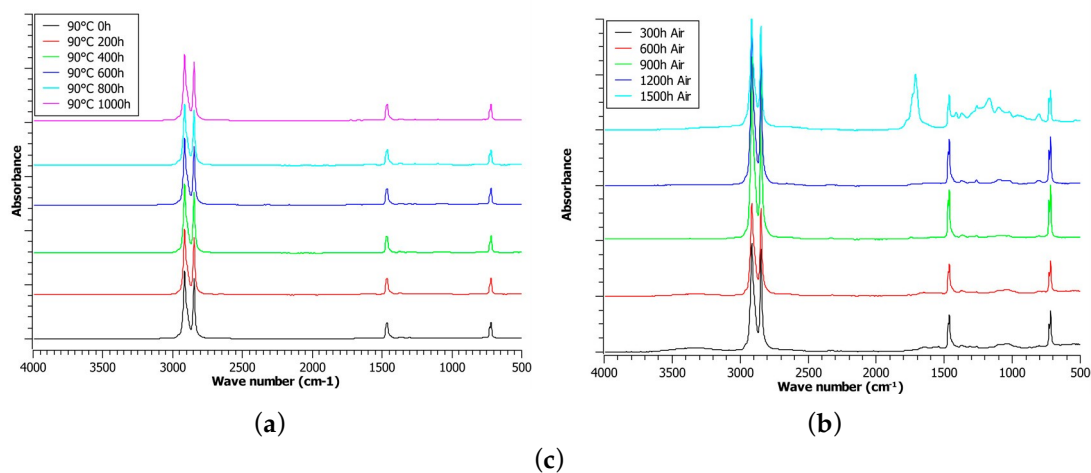 90°C 0h
90°C 200h
90°C 400h
90°C 600h
90°C 800h
90°C 1000h
Absorbance
4000 3500 3000 2500 2000 1500 1000 500
Wave number (cm-1)
(a)
300h Air
600h Air
900h Air
1200h Air
1500h Air
Absorbance
4000 3500 3000 2500 2000 1500 1000 500
Wave number (cm⁻¹)
(b)
(c)